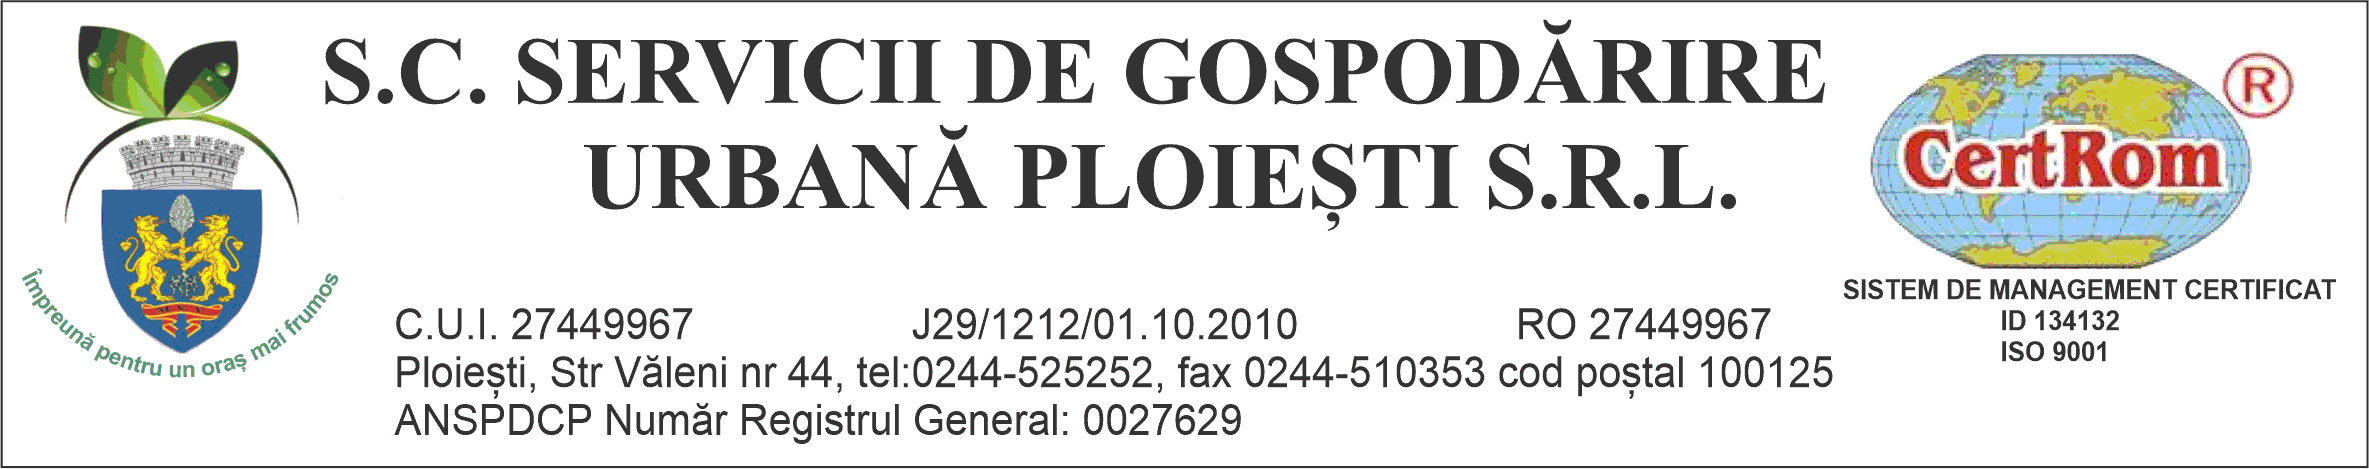 S.C. SERVICII DE GOSPODĂRIRE
URBANĂ PLOIEȘTI S.R.L.
Împreună pentru un oraș mai frumos
CertRom
®
SISTEM DE MANAGEMENT CERTIFICAT
ID 134132
ISO 9001
C.U.I. 27449967 J29/1212/01.10.2010 RO 27449967
Ploiești, Str Văleni nr 44, tel:0244-525252, fax 0244-510353 cod poștal 100125
ANSPDCP Număr Registrul General: 0027629